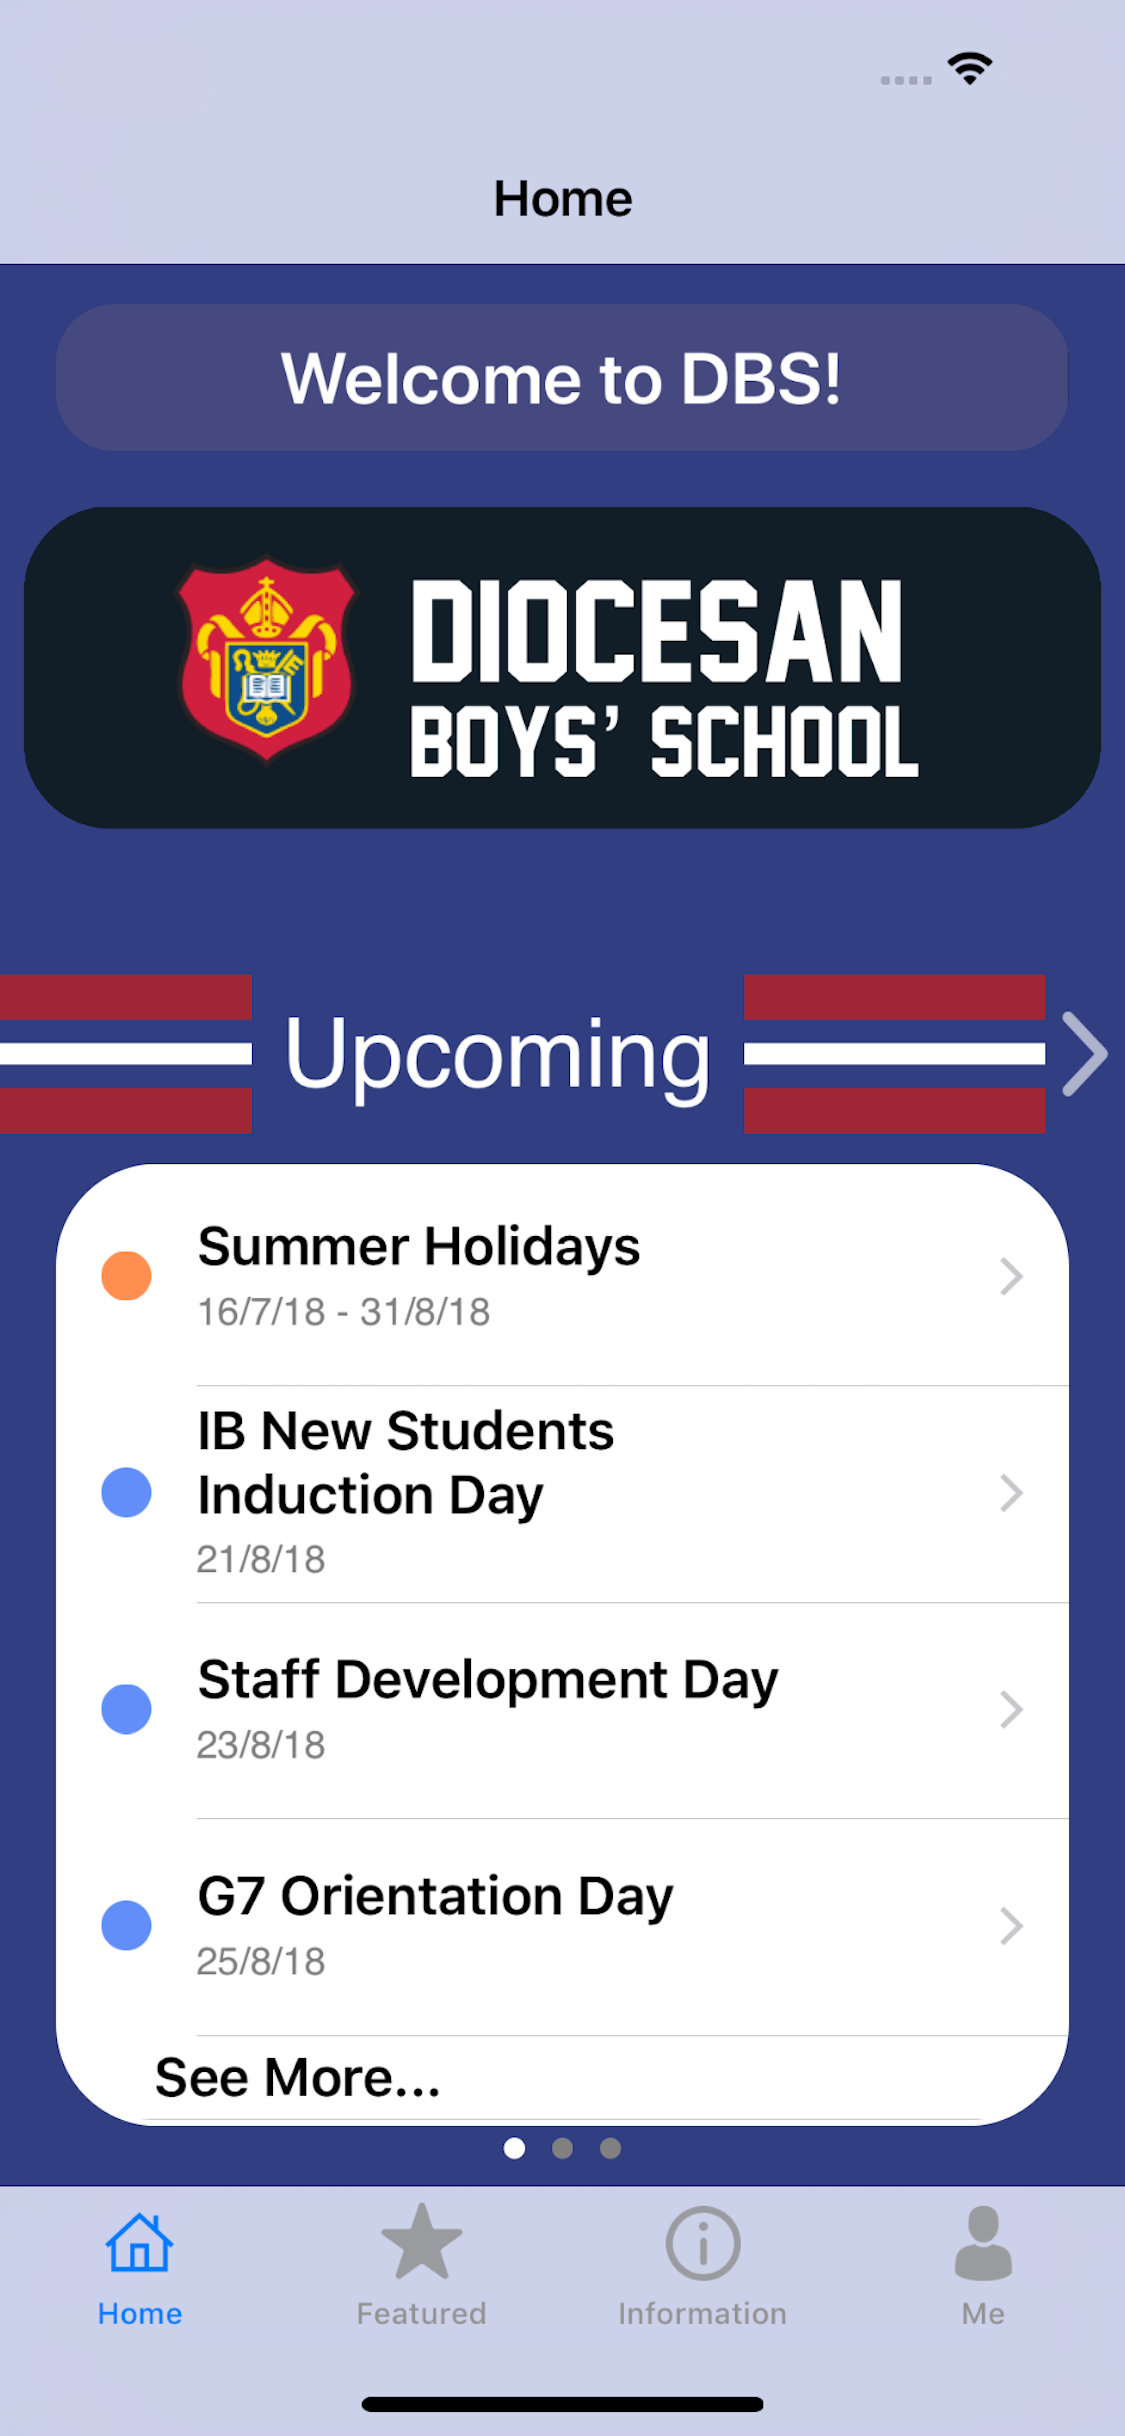 Home
Welcome to DBS!
DIOCESAN
BOYS' SCHOOL
Upcoming
Summer Holidays
16/7/18 - 31/8/18
IB New Students
Induction Day
21/8/18
Staff Development Day
23/8/18
G7 Orientation Day
25/8/18
See More...
Home
Featured
Information
Me